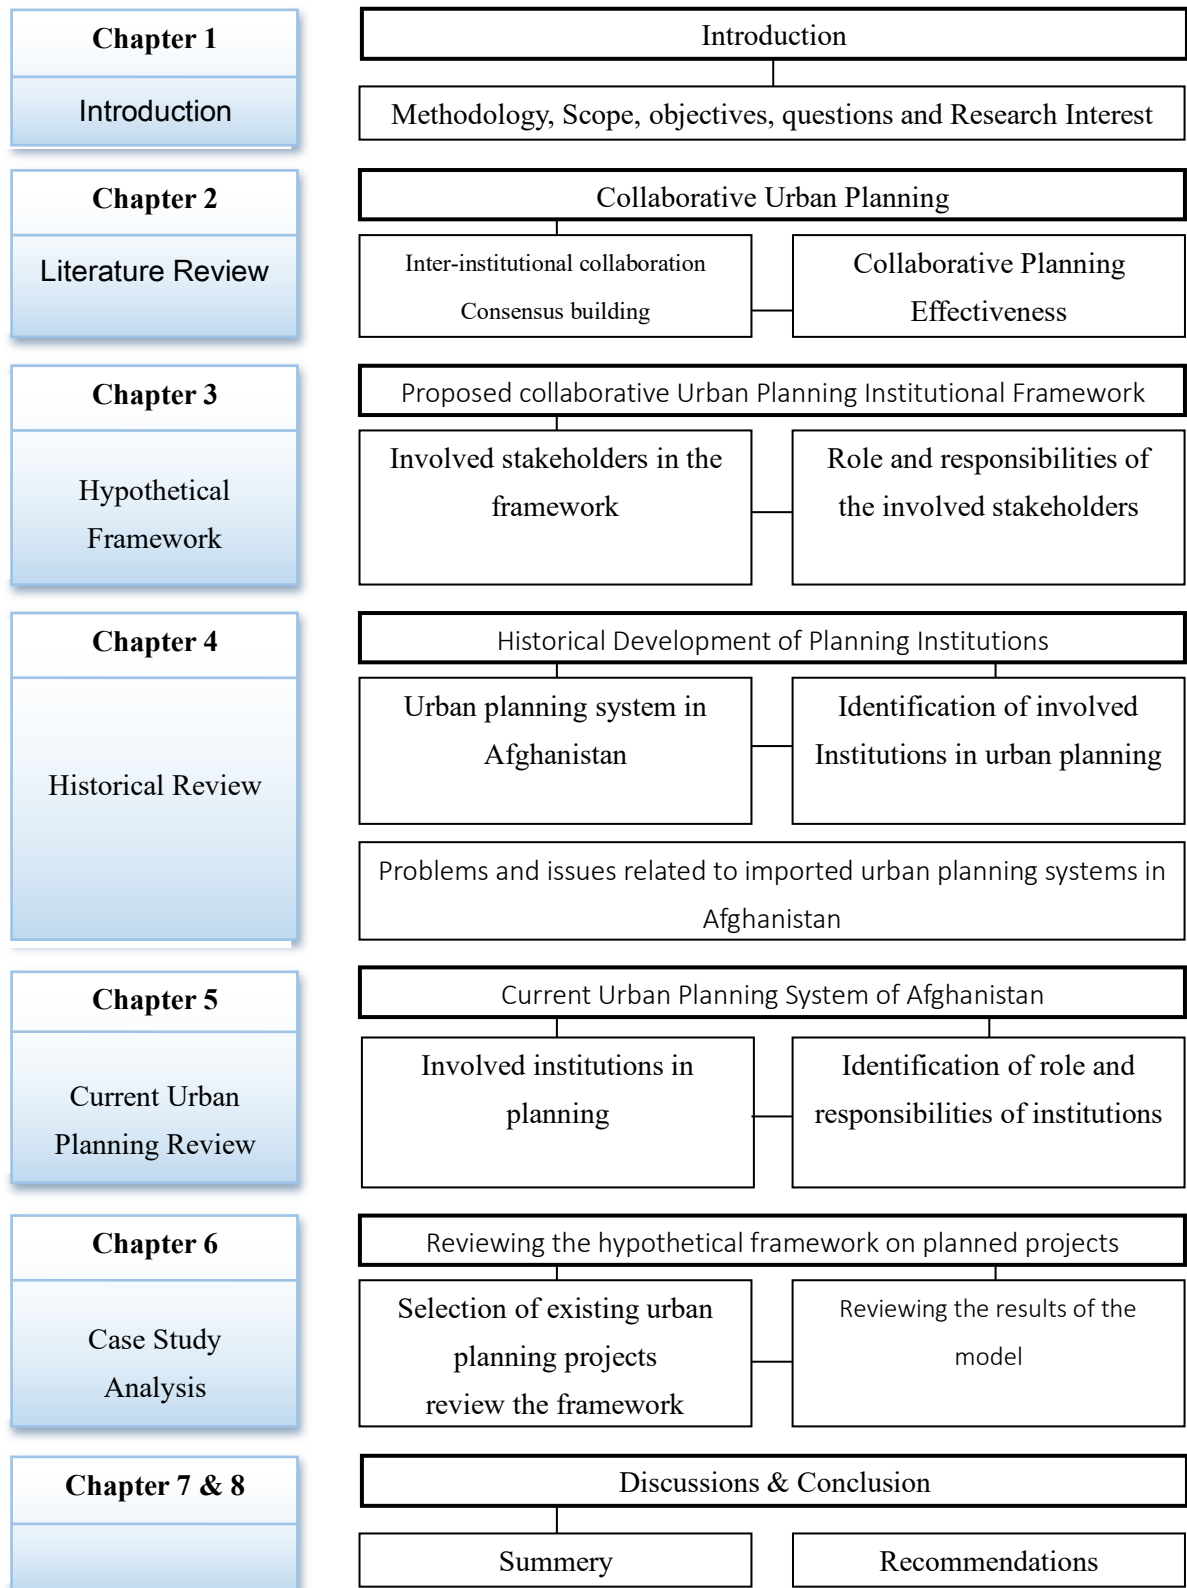 Chapter 1
Introduction
Introduction
Methodology, Scope, objectives, questions and Research Interest
Chapter 2
Literature Review
Collaborative Urban Planning
Inter-institutional collaboration
Consensus building
Collaborative Planning
Effectiveness
Chapter 3
Hypothetical
Framework
Proposed collaborative Urban Planning Institutional Framework
Involved stakeholders in the
framework
Role and responsibilities of
the involved stakeholders
Chapter 4
Historical Review
Historical Development of Planning Institutions
Urban planning system in
Afghanistan
Identification of involved
Institutions in urban planning
Problems and issues related to imported urban planning systems in
Afghanistan
Chapter 5
Current Urban
Planning Review
Current Urban Planning System of Afghanistan
Involved institutions in
planning
Identification of role and
responsibilities of institutions
Chapter 6
Case Study
Analysis
Reviewing the hypothetical framework on planned projects
Selection of existing urban
planning projects
review the framework
Reviewing the results of the
model
Chapter 7 & 8
Discussions & Conclusion
Summery
Recommendations